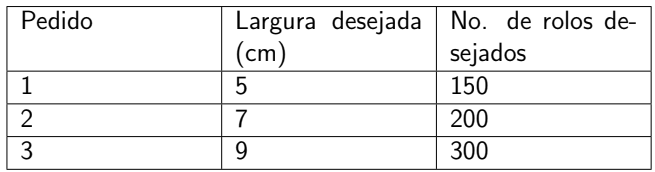 Pedido Largura desejada No. de rolos de-
(cm) sejados
1 5 150
2 7 200
3 9 300